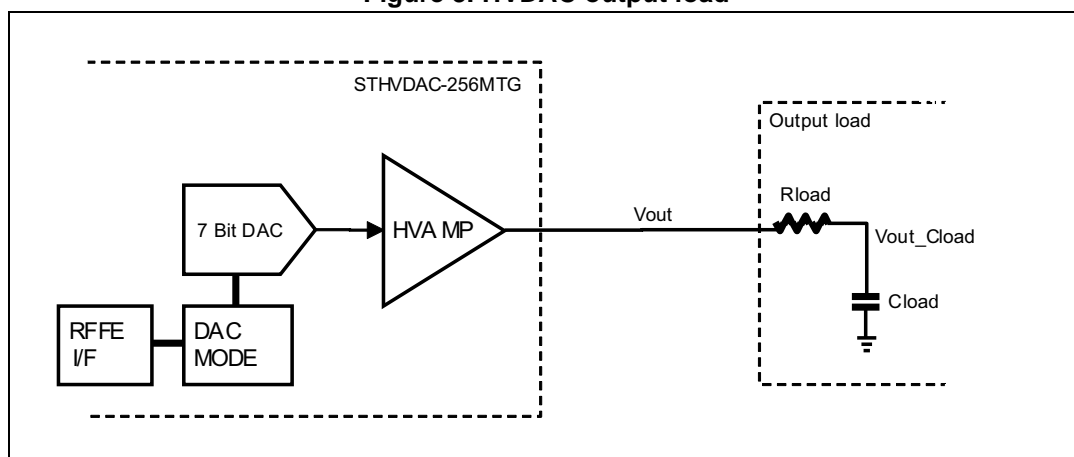 STHVDAC-256MTG
Output load
Rload
Vout
7 Bit DAC
HVA MP
Vout_Cload
Cload
RFFE
I/F
DAC
MODE